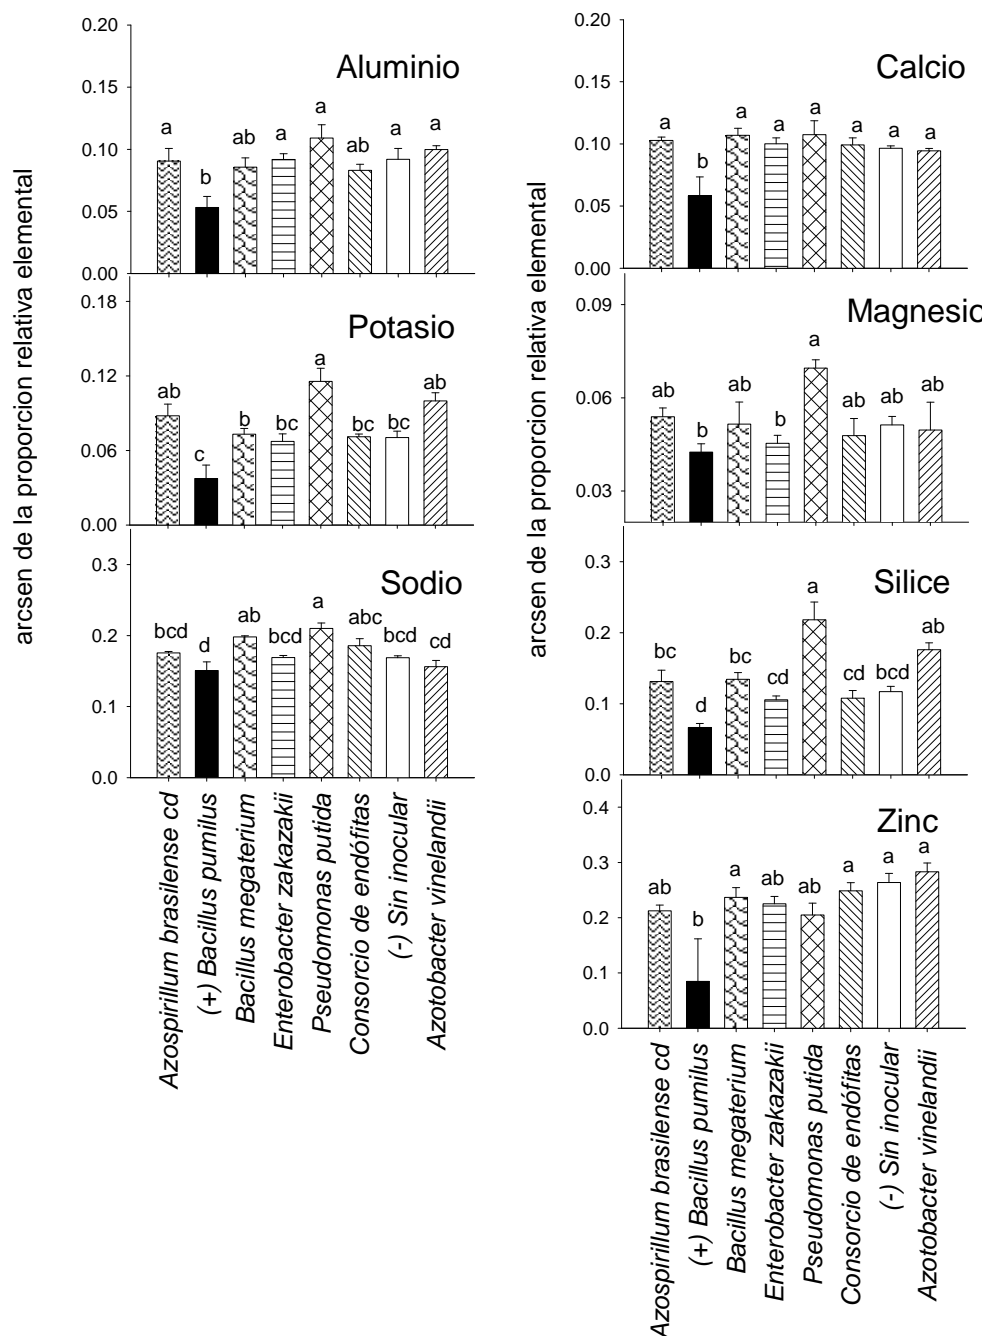 arcsen de la proporcion relativa elemental
0.20
0.15
0.10
0.05
0.00
Aluminio
a
b
ab
a
a
ab
a
a
0.18
0.12
0.06
0.00
Potasio
ab
c
b
bc
a
bc
bc
ab
0.3
0.2
0.1
0.0
Sodio
bcd
d
ab
bcd
a
abc
bcd
cd
Azospirillum brasilense cd
(+) Bacillus pumilus
Bacillus megaterium
Enterobacter zakazakii
Pseudomonas putida
Consorcio de endófitas
(-) Sin inocular
Azotobacter vinelandii
arcsen de la proporcion relativa elemental
0.20
0.15
0.10
0.05
0.00
Calcio
a
b
a
a
a
a
a
a
0.09
0.06
0.03
Magnesio
ab
b
ab
b
a
ab
ab
ab
0.3
0.2
0.1
0.0
Silice
bc
d
bc
cd
a
cd
bcd
ab
0.4
0.3
0.2
0.1
0.0
Zinc
ab
b
a
ab
ab
a
a
a
Azospirillum brasilense cd
(+) Bacillus pumilus
Bacillus megaterium
Enterobacter zakazakii
Pseudomonas putida
Consorcio de endófitas
(-) Sin inocular
Azotobacter vinelandii